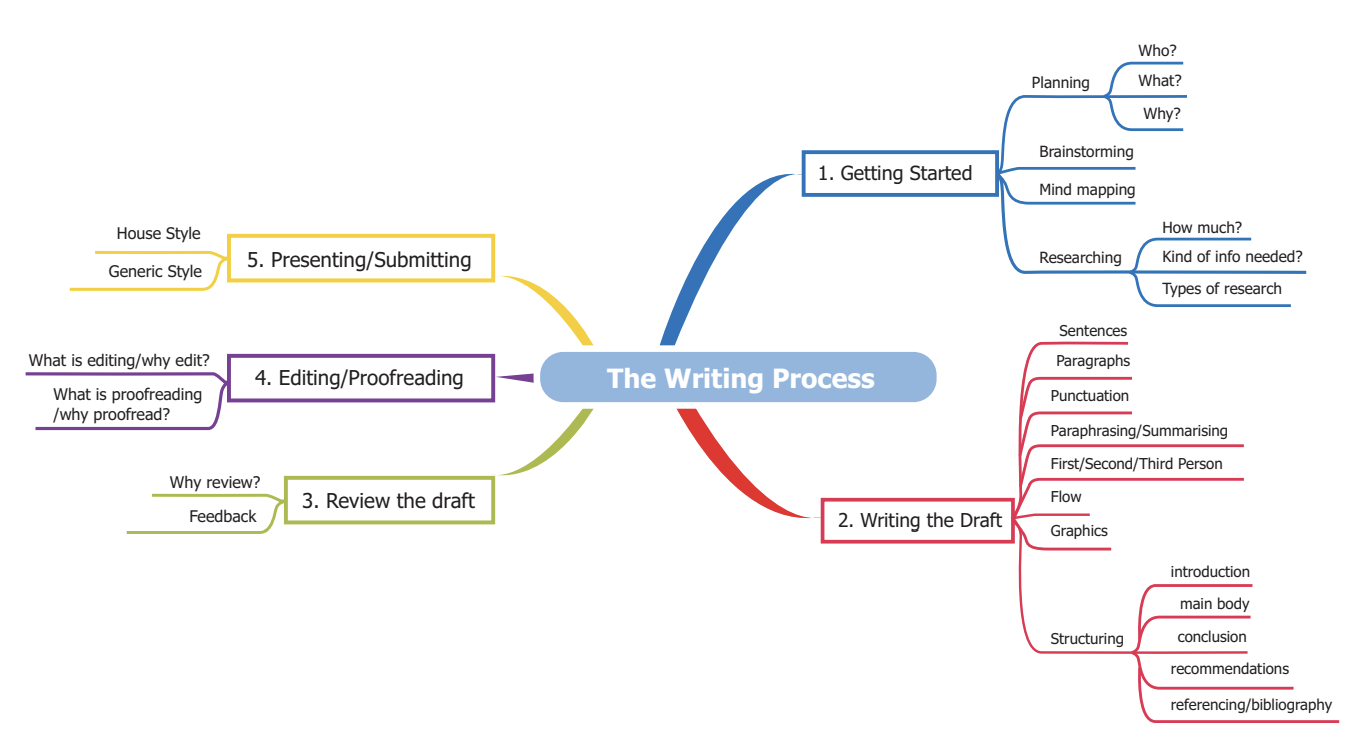 The Writing Process
1. Getting Started
Planning
Who?
What?
Why?
Brainstorming
Mind mapping
Researching
How much?
Kind of info needed?
Types of research
2. Writing the Draft
Sentences
Paragraphs
Punctuation
Paraphrasing/Summarising
First/Second/Third Person
Flow
Graphics
Structuring
introduction
main body
conclusion
recommendations
referencing/bibliography
3. Review the draft
Why review?
Feedback
4. Editing/Proofreading
What is editing/why edit?
What is proofreading
/why proofread?
5. Presenting/Submitting
House Style
Generic Style